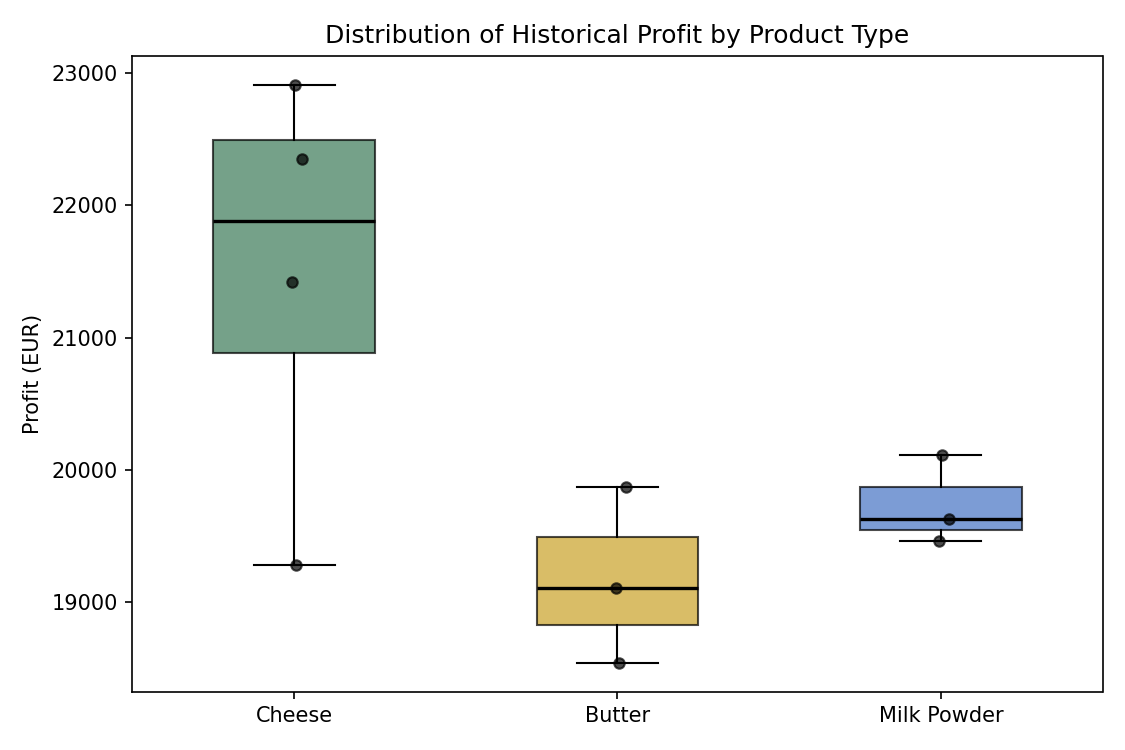 Distribution of Historical Profit by Product Type
Profit (EUR)
23000
22000
21000
20000
19000
Cheese
Butter
Milk Powder